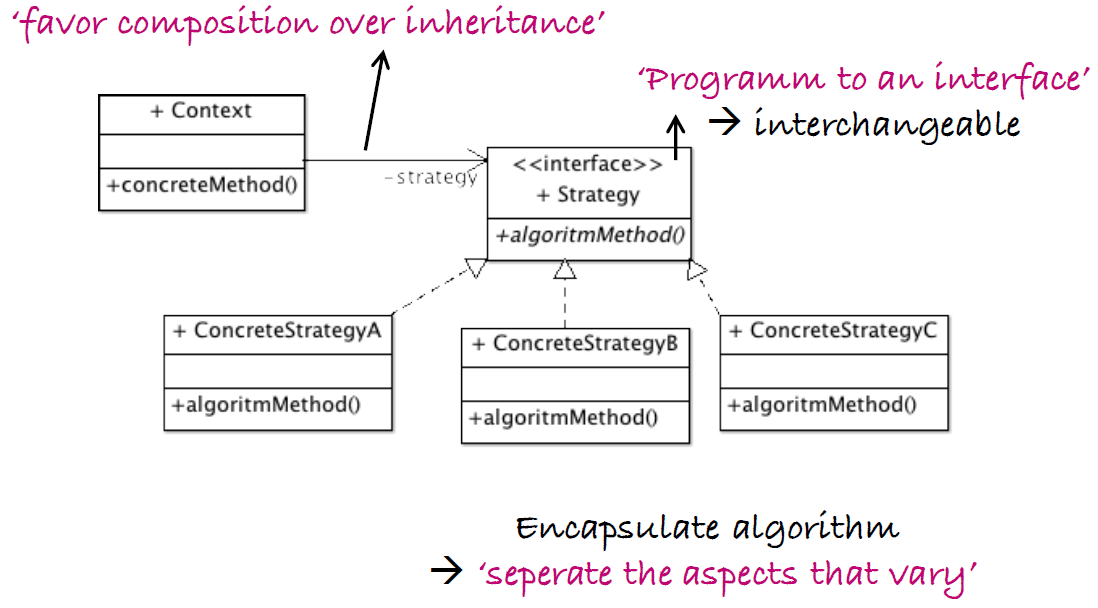 ‘favor composition over inheritance’
‘Programm to an interface’
→ interchangeable
+ Context
+concreteMethod()
-strategy
<<interface>>
+ Strategy
+algoritmMethod()
+ ConcreteStrategyA
+algoritmMethod()
+ ConcreteStrategyB
+algoritmMethod()
+ ConcreteStrategyC
+algoritmMethod()
Encapsulate algorithm
→ ‘seperate the aspects that vary’